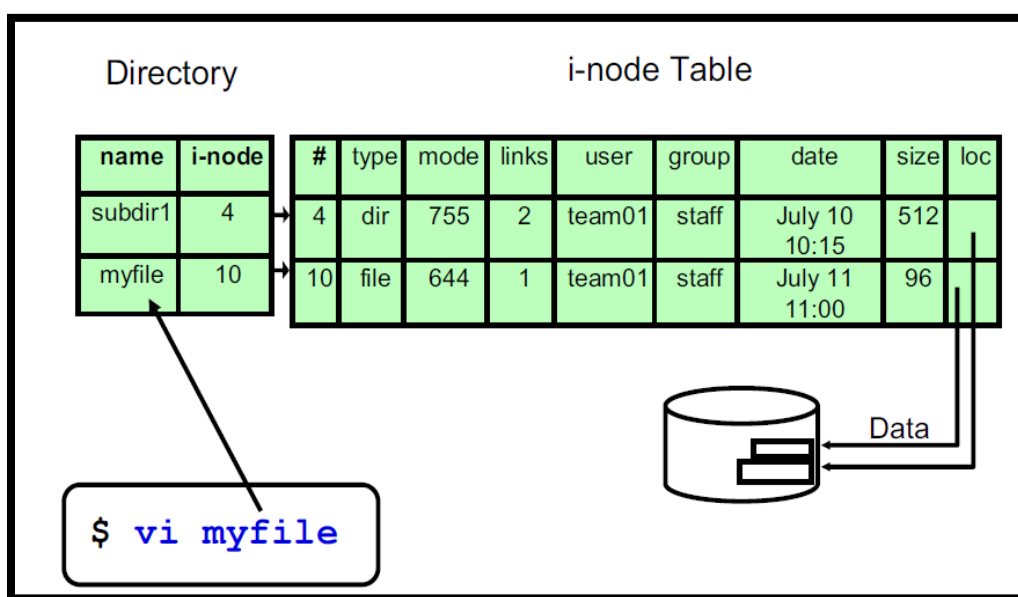 Directory i-node Table
name i-node # type mode links user group date size loc
subdir1 4 4 dir 755 2 team01 staff July 10 512
10:15
myfile 10 10 file 644 1 team01 staff July 11 96
11:00
Data
$ vi myfile